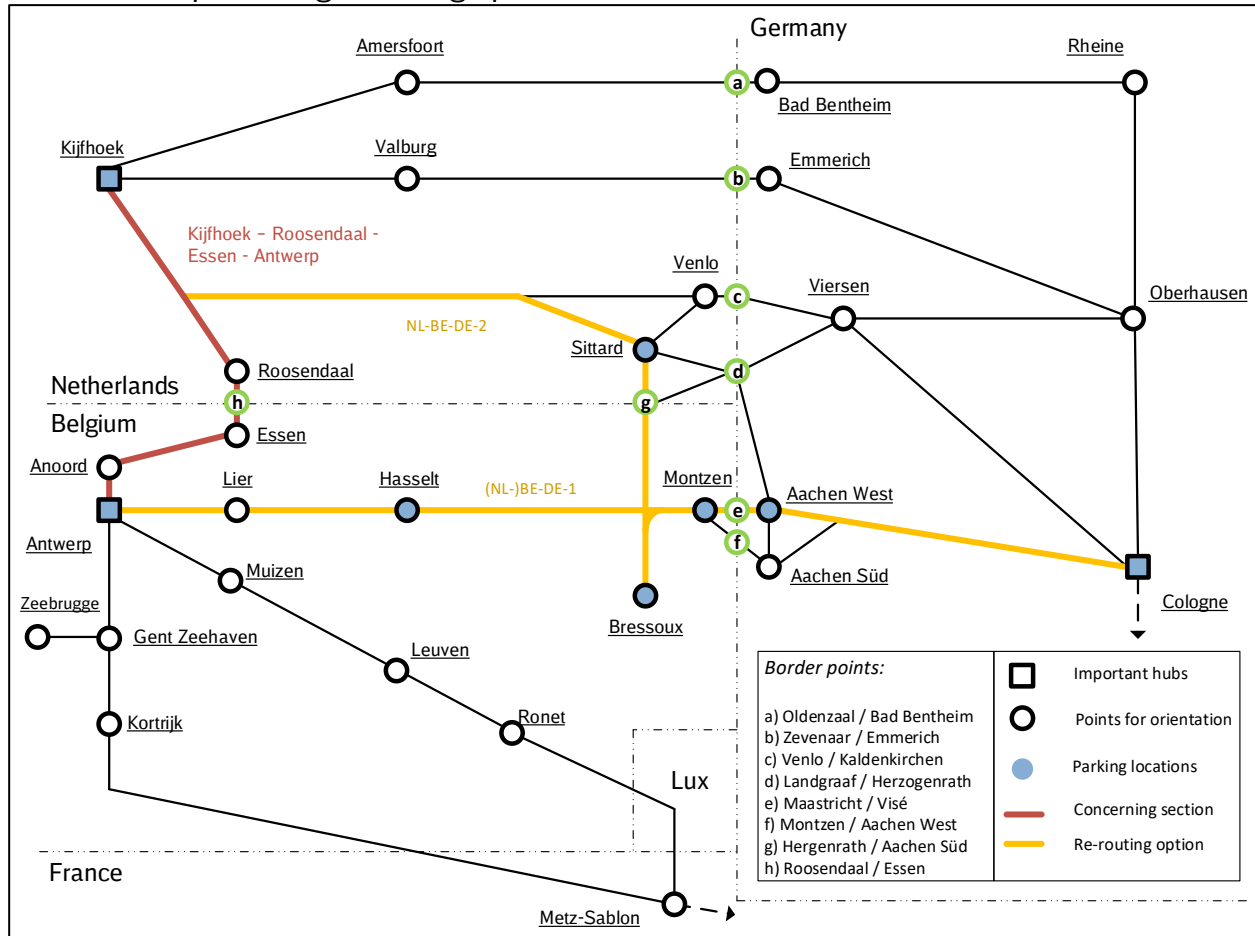 Germany
Amersfoort
Rheine
a
Bad Bentheim
Kijfhoek
Valburg
Emmerich
b
Kijfhoek – Roosendaal -
Essen - Antwerp
Venlo
c
Viersen
Oberhausen
NL-BE-DE-2
Sittard
Roosendaal
d
Netherlands
h
g
Belgium
Essen
Anoord
Lier
Hasselt
(NL-)BE-DE-1
Montzen
Aachen West
e
Antwerp
f
Aachen Süd
Muizen
Zeebrugge
Bressoux
Cologne
Gent Zeehaven
Leuven
Kortrijk
Ronet
Lux
France
Metz-Sablon
Border points:
a) Oldenzaal / Bad Bentheim
b) Zevenaar / Emmerich
c) Venlo / Kaldenkirchen
d) Landgraaf / Herzogenrath
e) Maastricht / Visé
f) Montzen / Aachen West
g) Hergenrath / Aachen Süd
h) Roosendaal / Essen
Important hubs
Points for orientation
Parking locations
Concerning section
Re-routing option